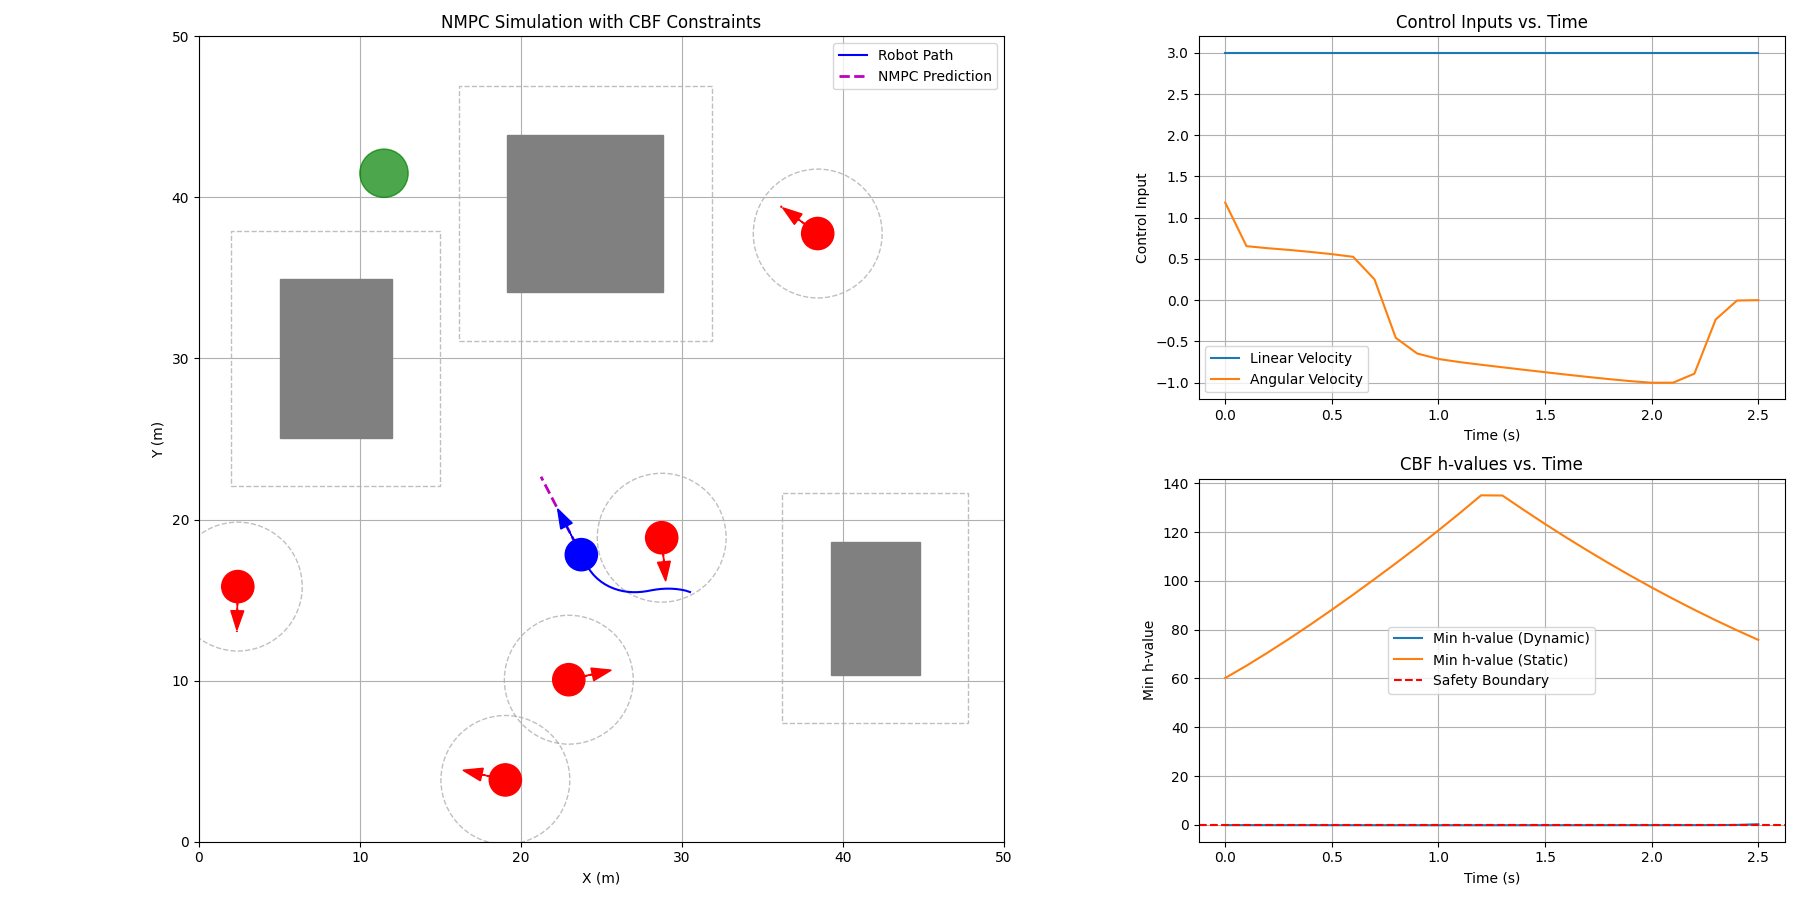 NMPC Simulation with CBF Constraints
50
40
30
20
10
0
Y (m)
0 10 20 30 40 50
X (m)
Robot Path
NMPC Prediction
Control Inputs vs. Time
3.0
2.5
2.0
1.5
1.0
0.5
0.0
−0.5
−1.0
Control Input
Linear Velocity
Angular Velocity
0.0 0.5 1.0 1.5 2.0 2.5
Time (s)
CBF h-values vs. Time
140
120
100
80
60
40
20
0
Min h-value
Min h-value (Dynamic)
Min h-value (Static)
Safety Boundary
0.0 0.5 1.0 1.5 2.0 2.5
Time (s)